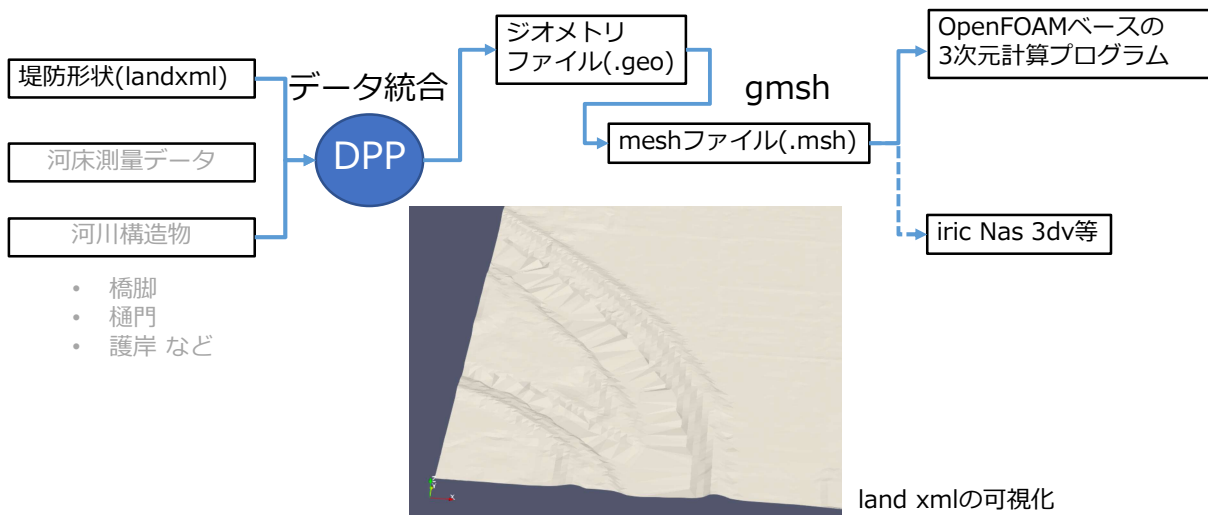 堤防形状(landxml)
河床測量データ
河川構造物
• 橋脚
• 樋門
• 護岸 など
データ統合
DPP
ジオメトリ
ファイル(.geo)
gmsh
meshファイル(.msh)
OpenFOAMベースの
3次元計算プログラム
iric Nas 3dv等
land xmlの可視化